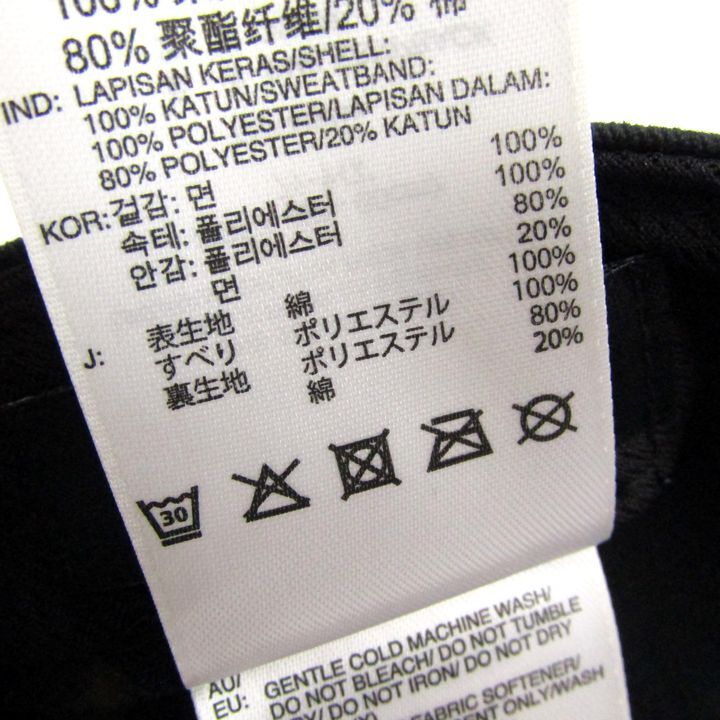 100%
80% 聚酯纤维/20% 棉
IND: LAPISAN KERAS/SHELL:
100% KATUN/SWEATBAND:
100% POLYESTER/LAPISAN DALAM:
80% POLYESTER/20% KATUN
KOR: 겉감: 면 100%
속테: 폴리에스터 100%
안감: 폴리에스터 80%
면 20%
J: 表生地 綿 100%
すべり ポリエステル 100%
裏生地 ポリエステル 80%
綿 20%
30
AU/
EU:
GENTLE COLD MACHINE WASH/
DO NOT BLEACH/ DO NOT TUMBLE
DRY/ DO NOT IRON/ DO NOT DRY
FABRIC SOFTENER/
ONLY/WASH